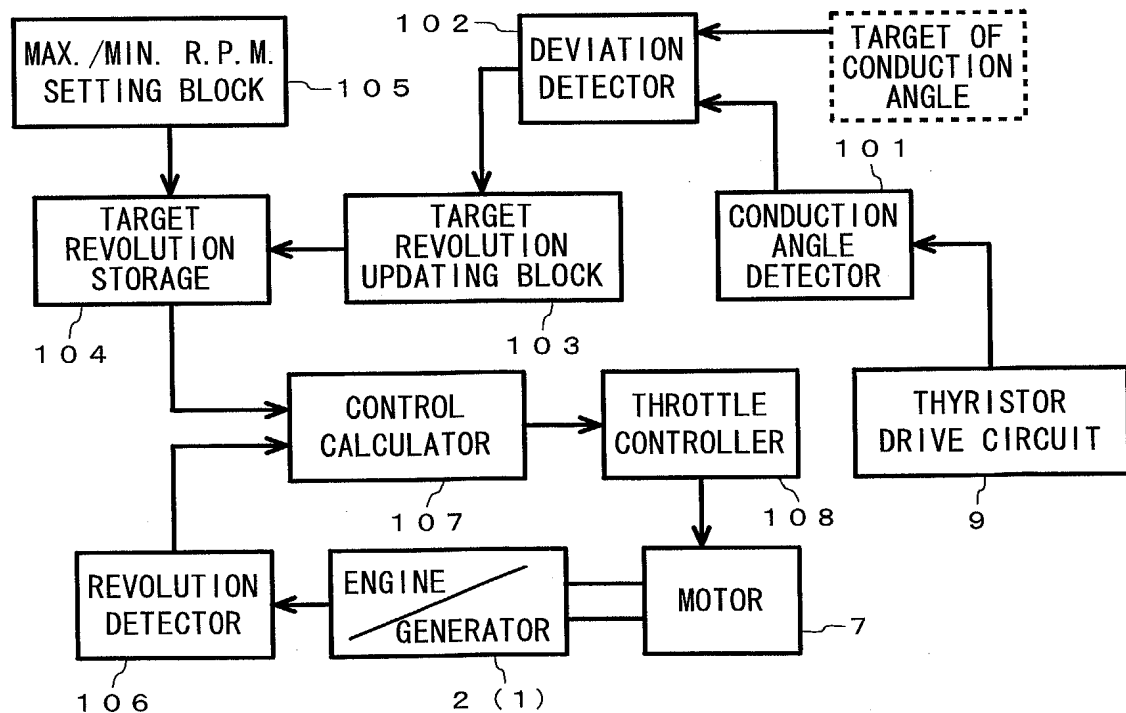 MAX./MIN. R.P.M.
SETTING BLOCK
105
102
DEVIATION
DETECTOR
TARGET OF
CONDUCTION
ANGLE
101
TARGET
REVOLUTION
STORAGE
104
TARGET
REVOLUTION
UPDATING BLOCK
103
CONDUCTION
ANGLE
DETECTOR
CONTROL
CALCULATOR
107
THROTTLE
CONTROLLER
108
THYRISTOR
DRIVE CIRCUIT
9
REVOLUTION
DETECTOR
106
ENGINE
GENERATOR
2 (1)
MOTOR
7